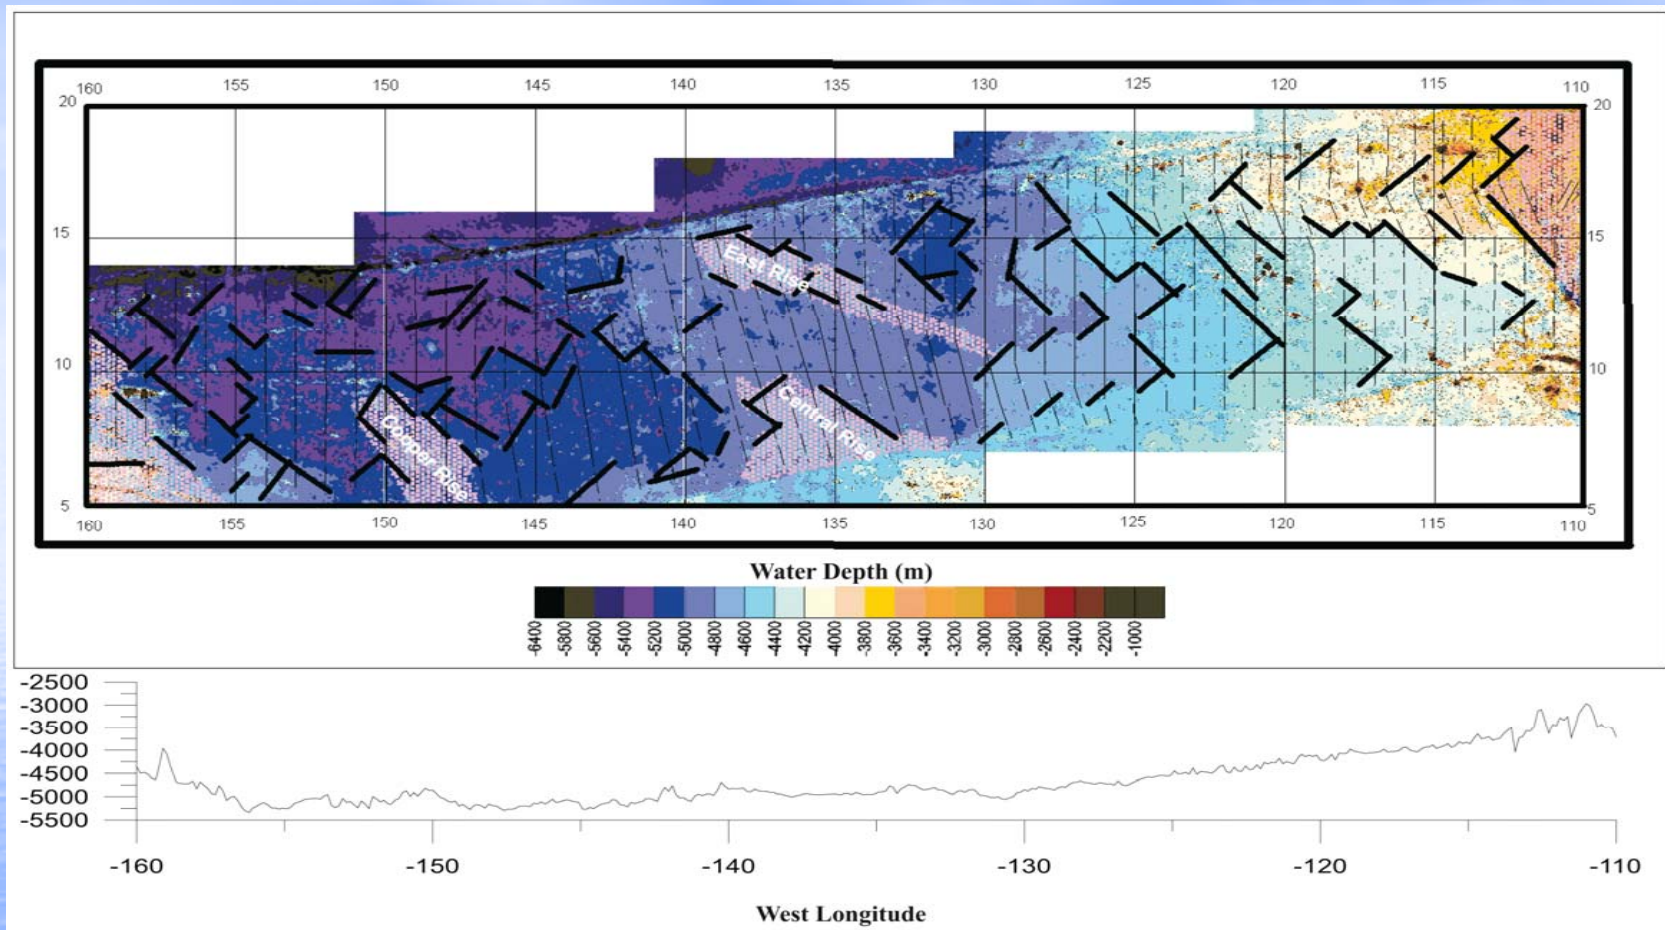 160 155 150 145 140 135 130 125 120 115 110
20 20
15 15
East Rise
10 10
Central Rise
Cooper Rise
5 5
160 155 150 145 140 135 130 125 120 115 110
Water Depth (m)
-6400 -5800 -5600 -5400 -5200 -5000 -4800 -4600 -4400 -4200 -4000 -3800 -3600 -3400 -3200 -3000 -2800 -2600 -2400 -2200 -1000
-2500
-3000
-3500
-4000
-4500
-5000
-5500
-160 -150 -140 -130 -120 -110
West Longitude